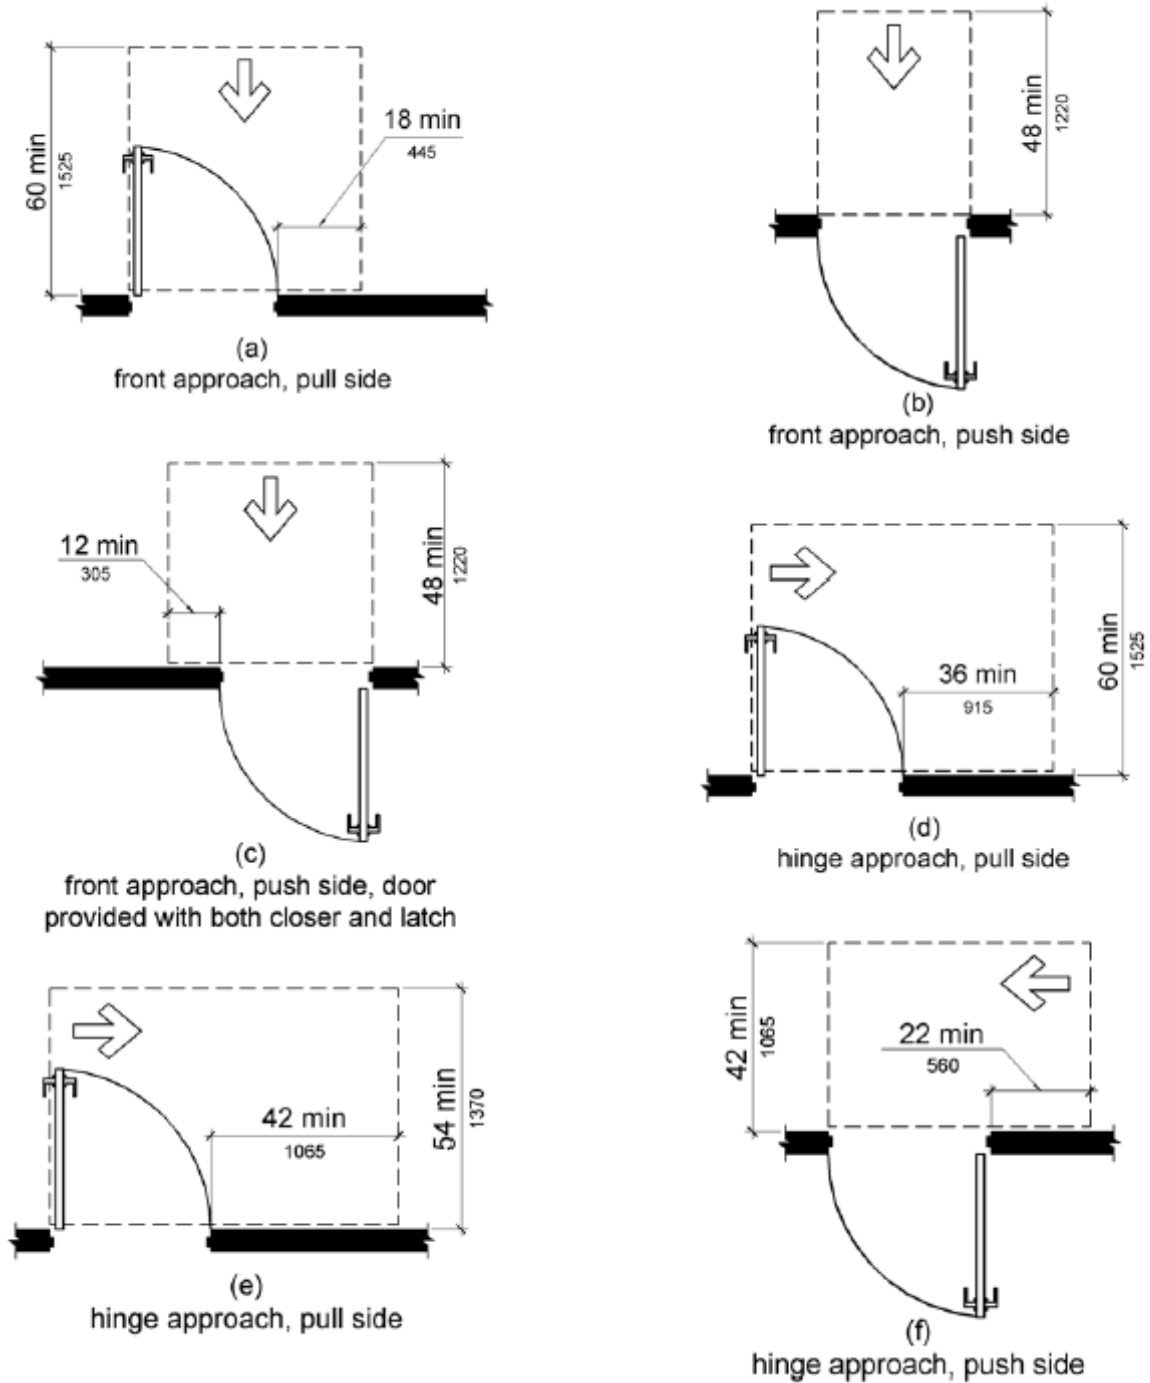 60 min
1525
18 min
445
(a)
front approach, pull side
48 min
1220
(b)
front approach, push side
12 min
305
48 min
1220
(c)
front approach, push side, door
provided with both closer and latch
36 min
915
60 min
1525
(d)
hinge approach, pull side
42 min
1065
54 min
1370
(e)
hinge approach, pull side
42 min
1065
22 min
560
(f)
hinge approach, push side